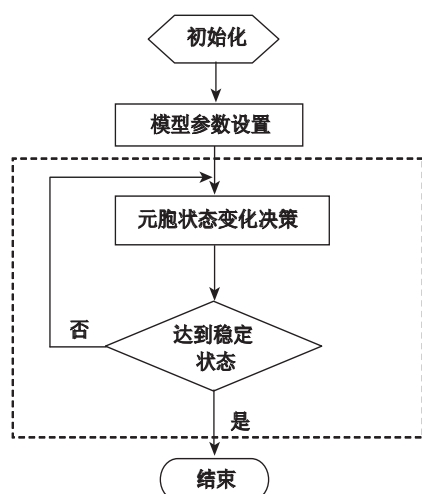 初始化
模型参数设置
元胞状态变化决策
达到稳定
状态
否
是
结束